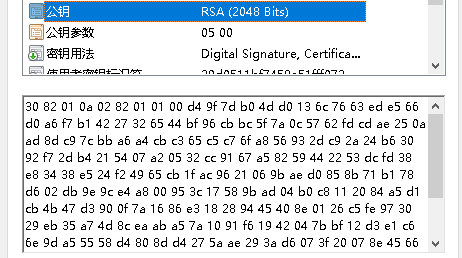 公钥 RSA (2048 Bits)
公钥参数 05 00
密钥用法 Digital Signature, Certifica...
30 82 01 0a 02 82 01 01 00 d4 9f 7d b0 4d d0 13 6c 76 63 ed e5 66
d0 a6 f7 b1 42 27 32 65 44 bf 96 cb bc 5f 7a 0c 57 62 fd cd ae 25 0a
ad 8d c9 7c bb a6 a4 cb c3 65 c5 c7 6f a8 56 93 2d c9 2a 24 b6 30
92 f7 2d b4 21 54 07 a2 05 32 cc 91 67 a5 82 59 44 22 53 dc fd 38
e8 34 38 e5 24 f2 49 65 cb 1f ac 96 21 06 9b ae d0 85 8b 71 b1 78
d6 02 db 9e 9c e4 a8 00 95 3c 17 58 9b ad 04 b0 c8 11 20 84 a5 d1
cb 4b 47 d3 90 0f 7a 16 86 e3 18 28 94 45 40 8e 01 26 c5 fe 97 30
29 eb 35 a7 4d 8c ea ab a5 7a 10 91 f6 19 42 04 7b bf 12 d3 e1 c6
6e 9d a5 55 58 d4 80 8d d4 27 5a ae 29 3a d6 07 3f 20 07 8e 45 66